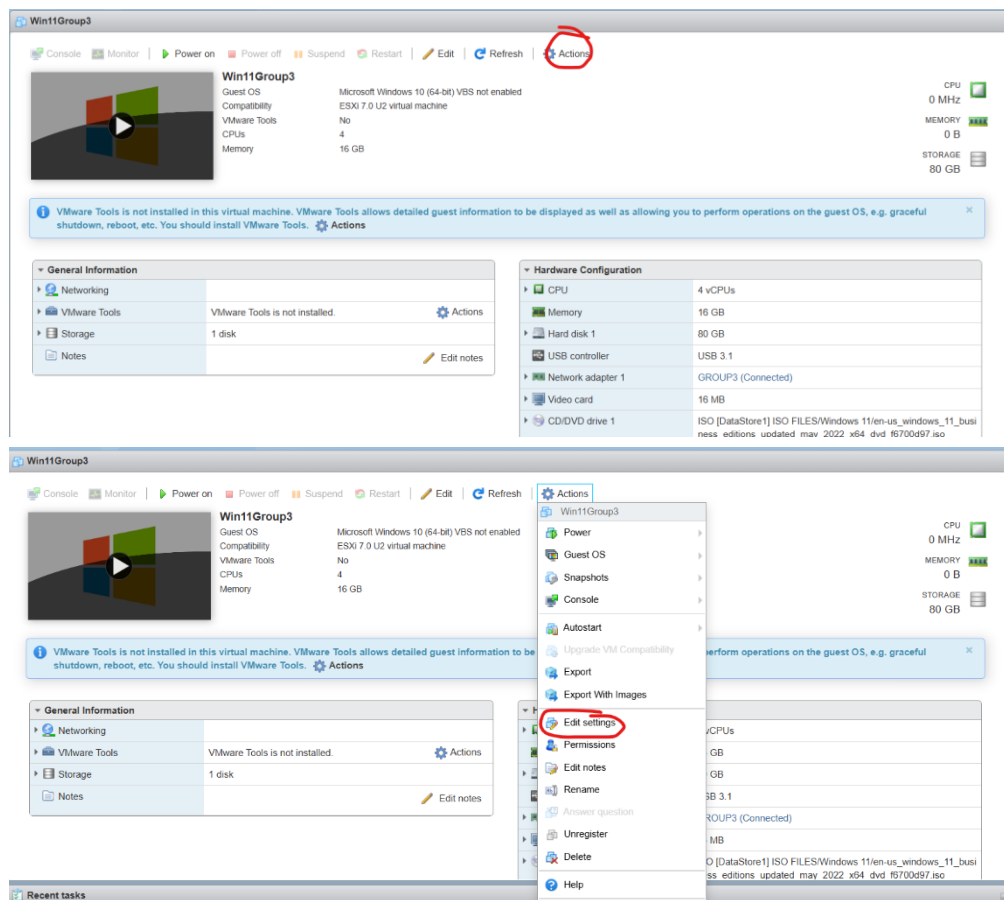 Win11Group3
Console Monitor Power on Power off Suspend Restart Edit Refresh Actions
Win11Group3
Guest OS Microsoft Windows 10 (64-bit) VBS not enabled
Compatibility ESXi 7.0 U2 virtual machine
VMware Tools No
CPUs 4
Memory 16 GB
CPU
0 MHz
MEMORY
0 B
STORAGE
80 GB
VMware Tools is not installed in this virtual machine. VMware Tools allows detailed guest information to be displayed as well as allowing you to perform operations on the guest OS, e.g. graceful
shutdown, reboot, etc. You should install VMware Tools. Actions
General Information
Networking
VMware Tools VMware Tools is not installed. Actions
Storage 1 disk
Notes Edit notes
Hardware Configuration
CPU 4 vCPUs
Memory 16 GB
Hard disk 1 80 GB
USB controller USB 3.1
Network adapter 1 GROUP3 (Connected)
Video card 16 MB
CD/DVD drive 1 ISO [DataStore1] ISO FILES/Windows 11/en-us_windows_11_busi
ness_editions_updated_may_2022_x64_dvd_f6700d97.iso
Win11Group3
Console Monitor Power on Power off Suspend Restart Edit Refresh Actions
Win11Group3
Guest OS Microsoft Windows 10 (64-bit) VBS not enabled
Compatibility ESXi 7.0 U2 virtual machine
VMware Tools No
CPUs 4
Memory 16 GB
CPU
0 MHz
MEMORY
0 B
STORAGE
80 GB
VMware Tools is not installed in this virtual machine. VMware Tools allows detailed guest information to be perform operations on the guest OS, e.g. graceful
shutdown, reboot, etc. You should install VMware Tools. Actions
General Information
Networking
VMware Tools VMware Tools is not installed. Actions
Storage 1 disk
Notes Edit notes
Win11Group3
Power
Guest OS
Snapshots
Console
Autostart
Upgrade VM Compatibility
Export
Export With Images
Edit settings
Permissions
Edit notes
Rename
Answer question
Unregister
Delete
Help
vCPUs
GB
GB
SB 3.1
ROUP3 (Connected)
MB
O [DataStore1] ISO FILES/Windows 11/en-us_windows_11_busi
ss_editions_updated_may_2022_x64_dvd_f6700d97.iso
Recent tasks